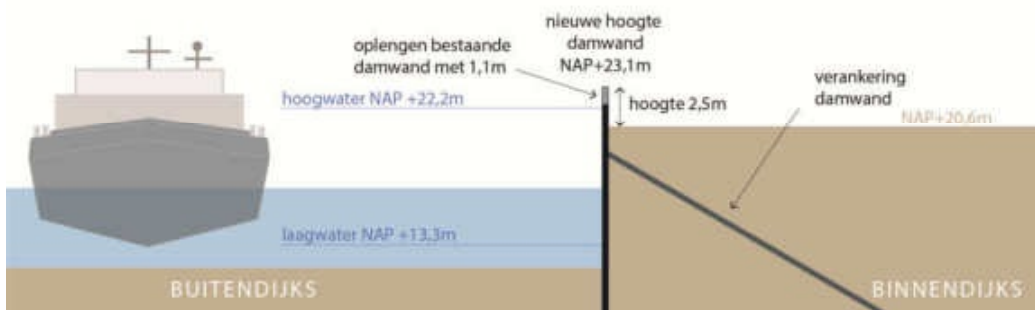 nieuwe hoogte
damwand
NAP+23,1m
oplengen bestaande
damwand met 1,1m
verankering
damwand
hoogwater NAP +22,2m
hoogte 2,5m
NAP+20,6m
laagwater NAP +13,3m
BUITENDIJKS
BINNENDIJKS